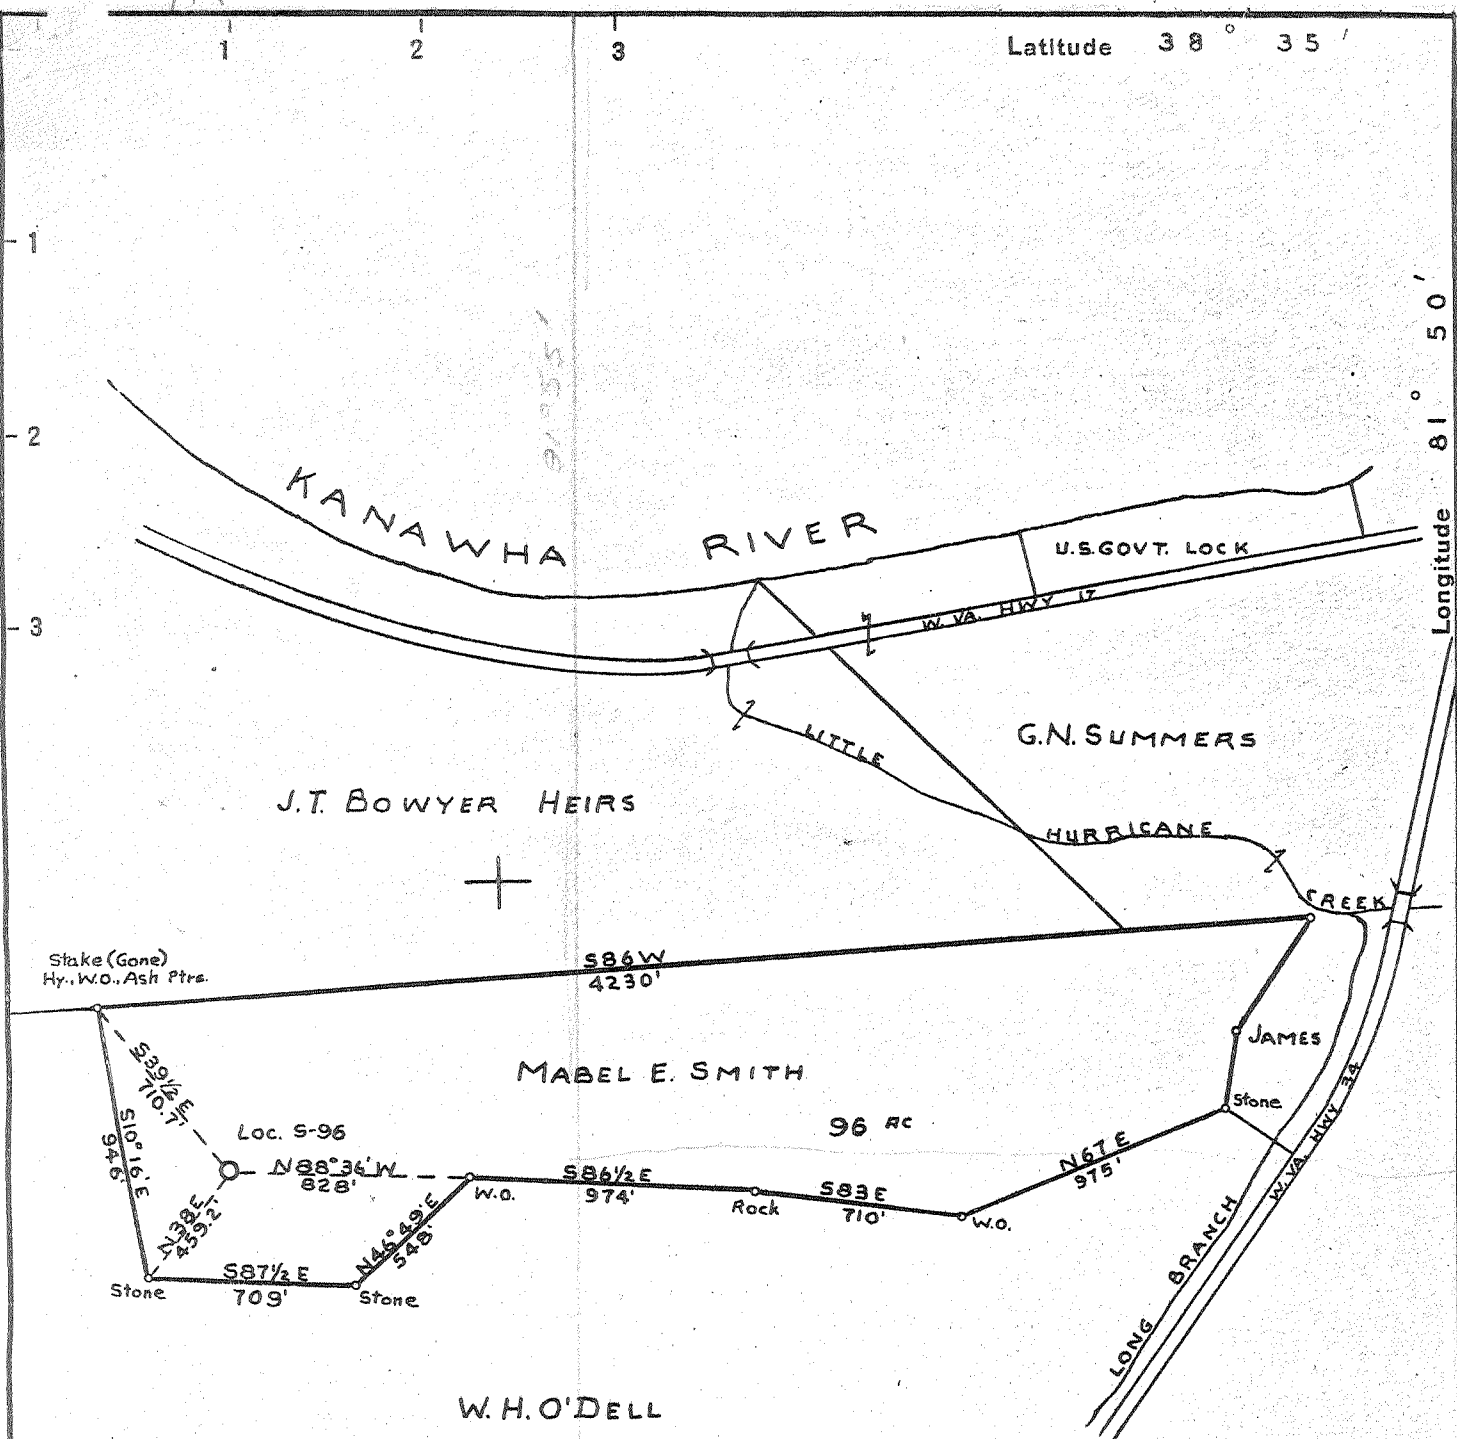 1 2 3
Latitude 38° 35'
Longitude 81° 50'
- 1
- 2
- 3
KANAWHA RIVER
U.S. GOVT. LOCK
W. VA. HWY 17
LITTLE HURRICANE CREEK
G.N. SUMMERS
J.T. BOWYER HEIRS
Stake (Gone)
Hy., W.O., Ash Ptrs.
S86W
4230'
JAMES
MABEL E. SMITH
96 AC
Stone
S39½E
710.7'
S10°16'E
946'
Loc. S-96
N88°36'W
828'
W.O.
S86½E
974'
Rock
S83E
710'
W.O.
N67E
975'
N38E
459.2'
N46°49'E
548'
Stone
S87½E
709'
Stone
LONG BRANCH
W.VA. HWY 34
W.H. O'DELL